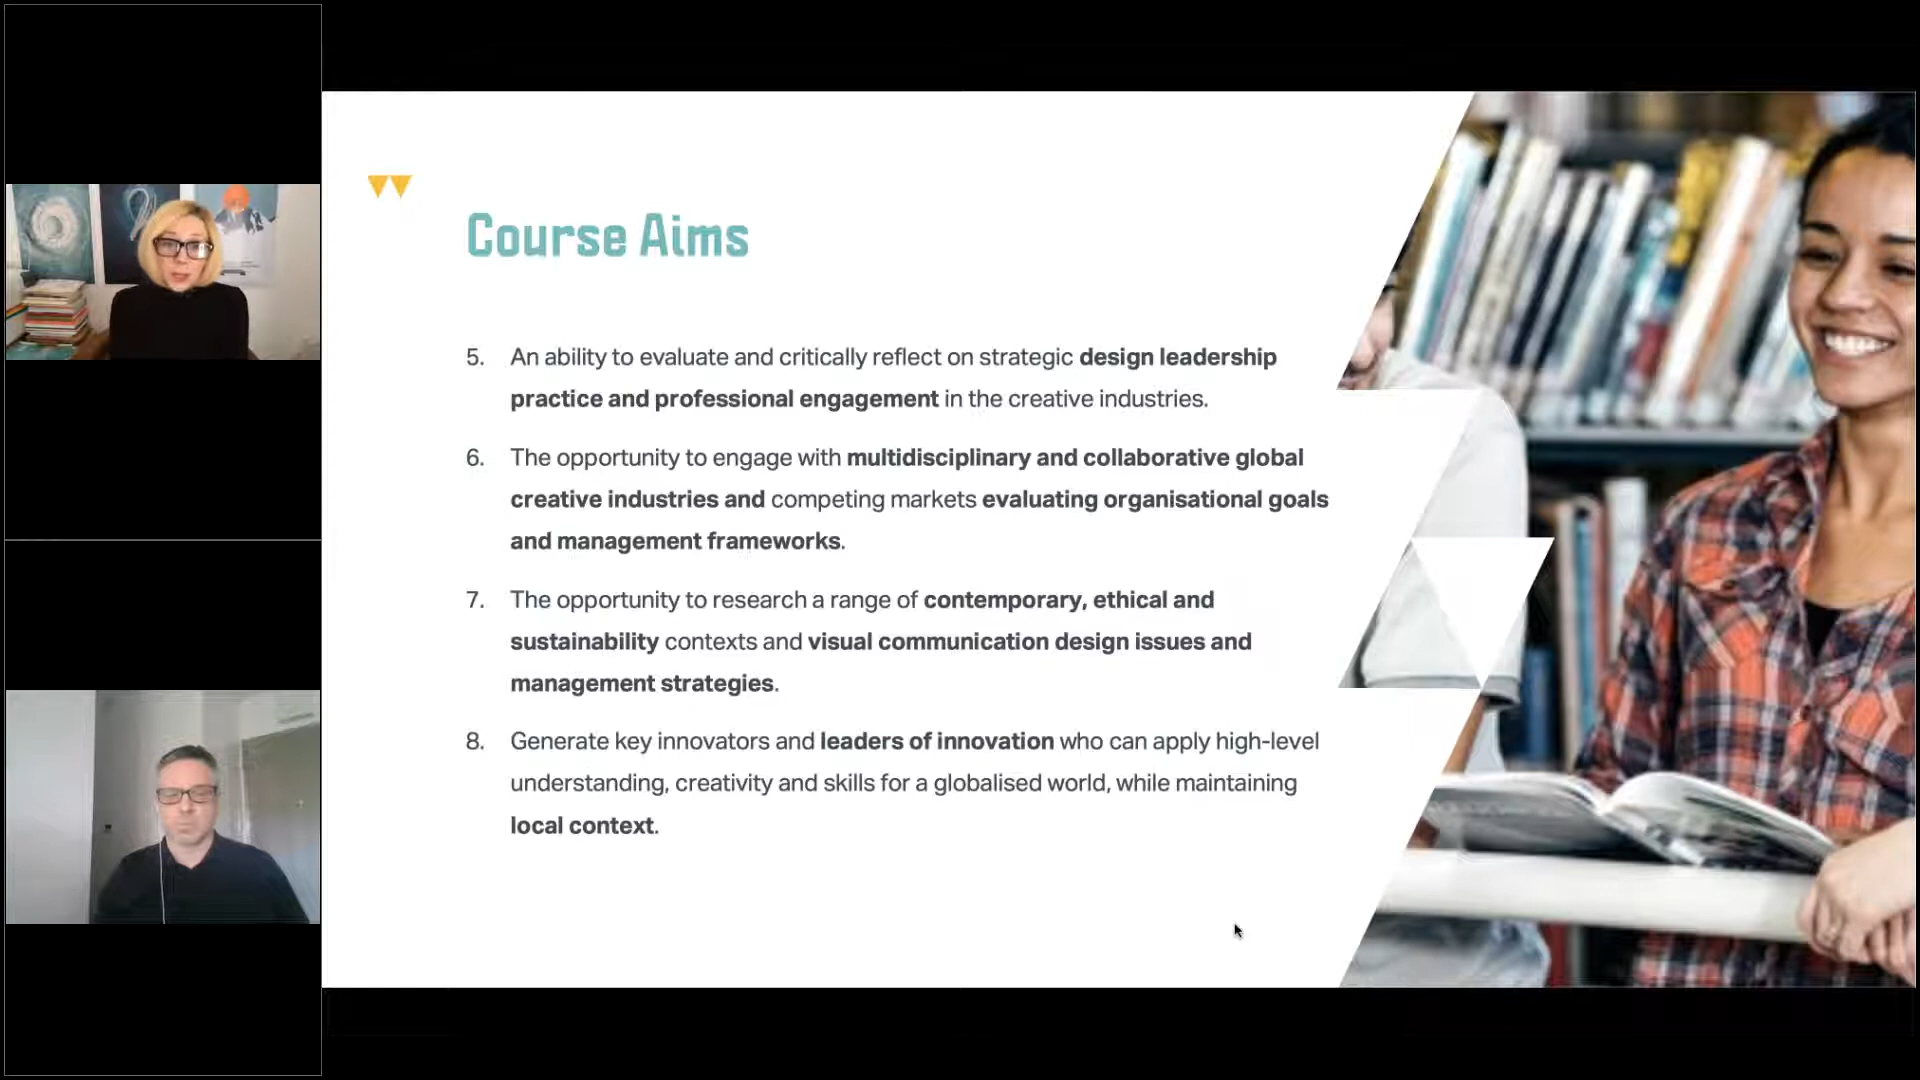 Course Aims
5. An ability to evaluate and critically reflect on strategic design leadership
practice and professional engagement in the creative industries.
6. The opportunity to engage with multidisciplinary and collaborative global
creative industries and competing markets evaluating organisational goals
and management frameworks.
7. The opportunity to research a range of contemporary, ethical and
sustainability contexts and visual communication design issues and
management strategies.
8. Generate key innovators and leaders of innovation who can apply high-level
understanding, creativity and skills for a globalised world, while maintaining
local context.